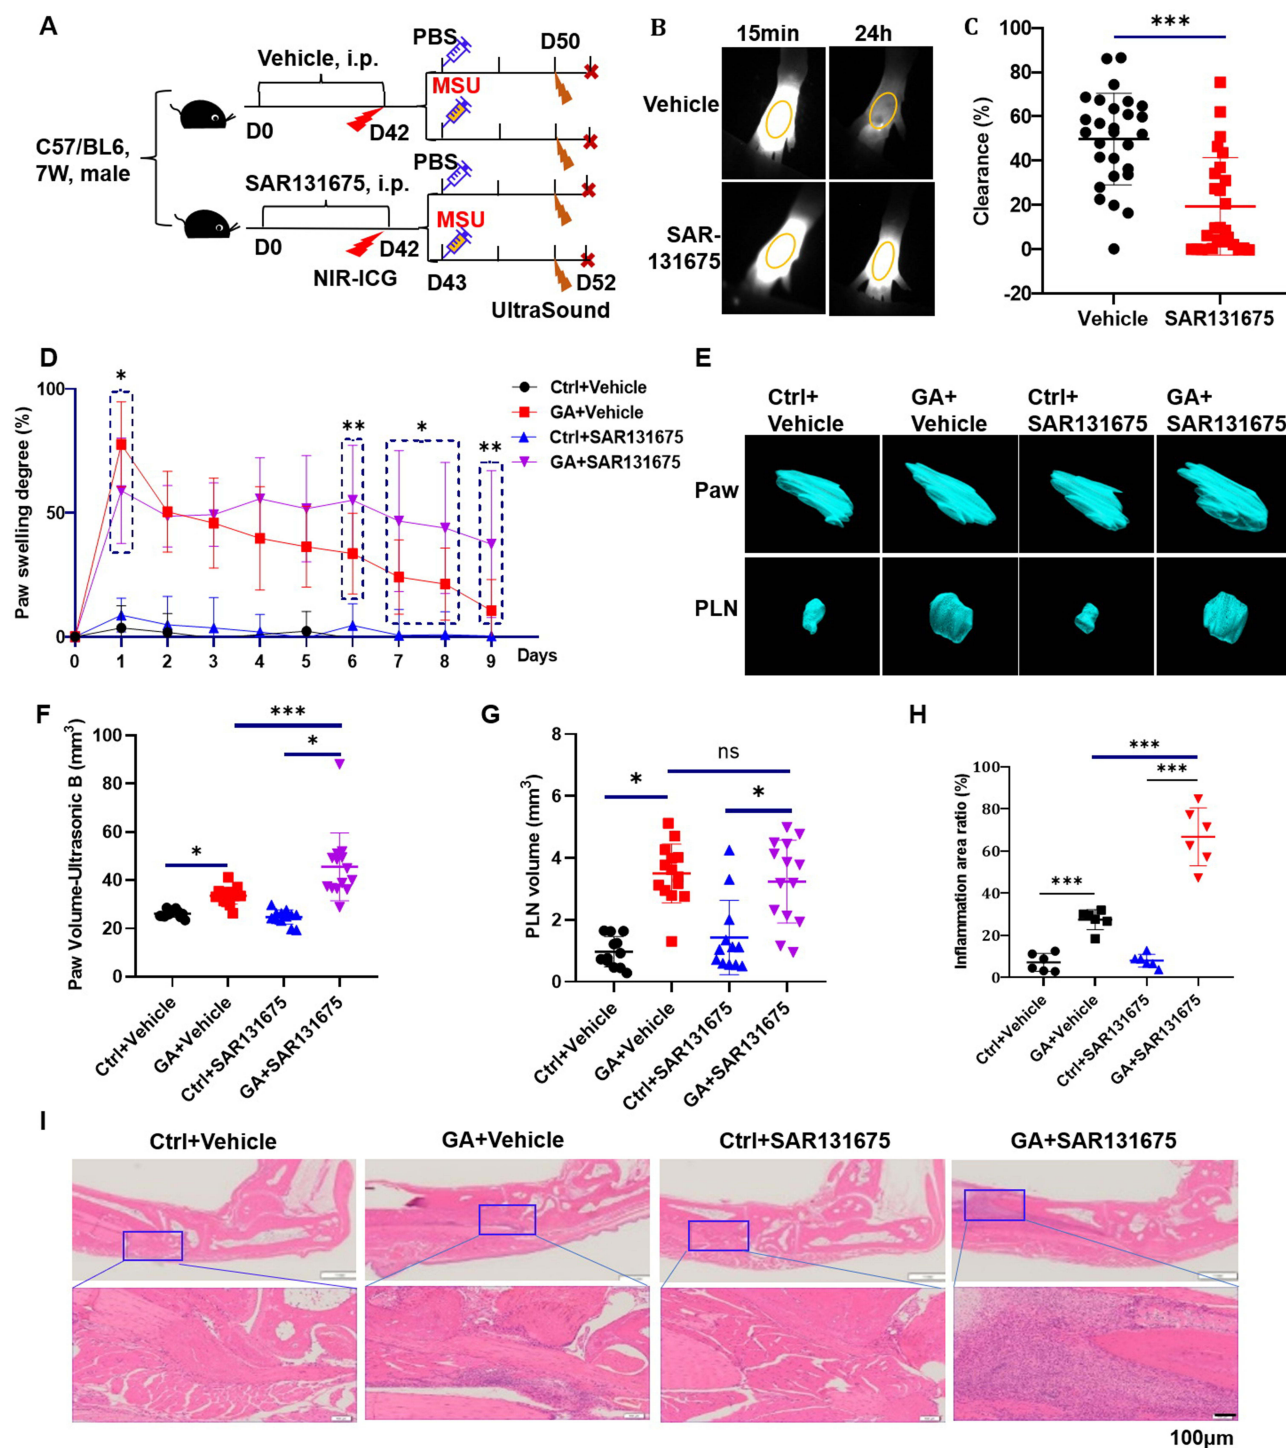 A
C57/BL6,
7W, male
Vehicle, i.p.
D0
D42
PBS
MSU
D50
SAR131675, i.p.
D0
D42
NIR-ICG
PBS
MSU
D43
D52
UltraSound
B
15min
24h
Vehicle
SAR-
131675
C
***
Clearance (%)
100
80
60
40
20
0
-20
Vehicle
SAR131675
D
Paw swelling degree (%)
100
50
0
*
**
*
**
Ctrl+Vehicle
GA+Vehicle
Ctrl+SAR131675
GA+SAR131675
0 1 2 3 4 5 6 7 8 9 Days
E
Ctrl+
Vehicle
GA+
Vehicle
Ctrl+
SAR131675
GA+
SAR131675
Paw
PLN
F
Paw Volume-Ultrasonic B (mm3)
100
80
60
40
20
0
***
*
*
Ctrl+Vehicle
GA+Vehicle
Ctrl+SAR131675
GA+SAR131675
G
PLN volume (mm3)
8
6
4
2
0
ns
*
*
Ctrl+Vehicle
GA+Vehicle
Ctrl+SAR131675
GA+SAR131675
H
Inflammation area ratio (%)
100
80
60
40
20
0
***
***
***
Ctrl+Vehicle
GA+Vehicle
Ctrl+SAR131675
GA+SAR131675
I
Ctrl+Vehicle
GA+Vehicle
Ctrl+SAR131675
GA+SAR131675
100μm